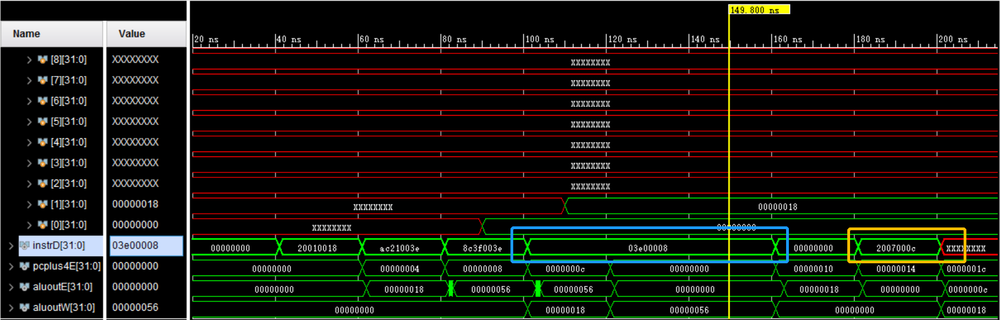 149.800 ns
Name Value
20 ns 40 ns 60 ns 80 ns 100 ns 120 ns 140 ns 160 ns 180 ns 200 ns
[8][31:0] XXXXXXXX XXXXXXXX
[7][31:0] XXXXXXXX XXXXXXXX
[6][31:0] XXXXXXXX XXXXXXXX
[5][31:0] XXXXXXXX XXXXXXXX
[4][31:0] XXXXXXXX XXXXXXXX
[3][31:0] XXXXXXXX XXXXXXXX
[2][31:0] XXXXXXXX XXXXXXXX
[1][31:0] 00000018 XXXXXXXX 00000018
[0][31:0] 00000000 XXXXXXXX 00000000
instrD[31:0] 03e00008 00000000 20010018 ac21003e 8c3f003e 03e00008 00000000 2007000c XXXXXXXX
pcplus4E[31:0] 00000000 00000000 00000004 00000008 0000000c 00000000 00000010 00000014 0000001c
aluoutE[31:0] 00000000 00000000 00000018 00000056 00000056 00000000 00000018 00000000 0000000c
aluoutW[31:0] 00000056 00000000 00000018 00000056 00000000 00000018